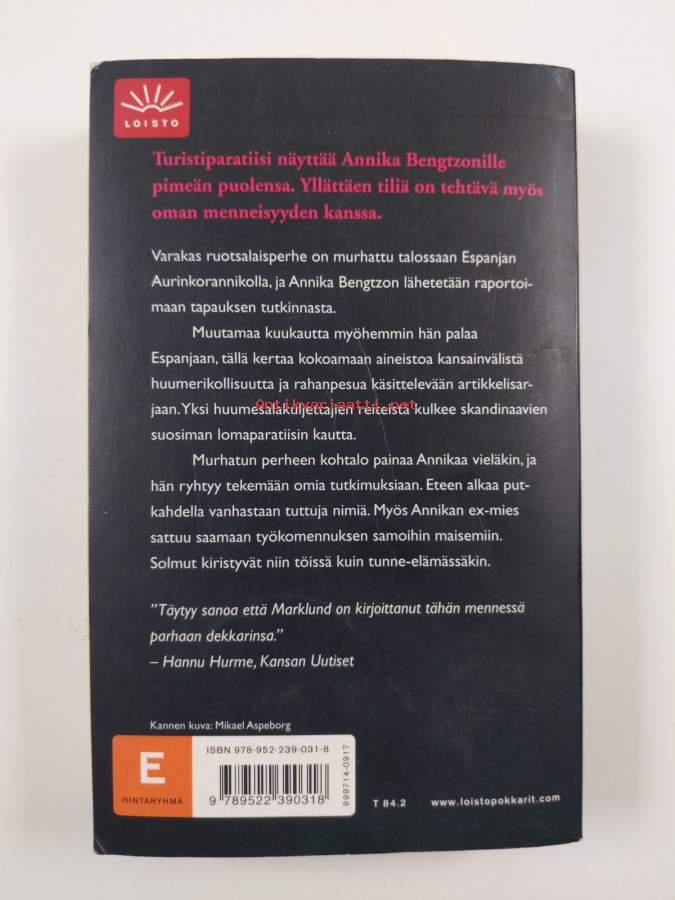 LOISTO
Turistiparatiisi näyttää Annika Bengtzonille
pimeän puolensa. Yllättäen tiliä on tehtävä myös
oman menneisyyden kanssa.
Varakas ruotsalaisperhe on murhattu talossaan Espanjan
Aurinkorannikolla, ja Annika Bengtzon lähetetään raportoi-
maan tapauksen tutkinnasta.
Muutamaa kuukautta myöhemmin hän palaa
Espanjaan, tällä kertaa kokoamaan aineistoa kansainvälistä
huumerikollisuutta ja rahanpesua käsittelevään artikkelisar-
jaan. Yksi huumesalakuljettajien reiteistä kulkee skandinaavien
Antikvariaatti.net
suosiman lomaparatiisin kautta.
Murhatun perheen kohtalo painaa Annikaa vieläkin, ja
hän ryhtyy tekemään omia tutkimuksiaan. Eteen alkaa put-
kahdella vanhastaan tuttuja nimiä. Myös Annikan ex-mies
sattuu saamaan työkomennuksen samoihin maisemiin.
Solmut kiristyvät niin töissä kuin tunne-elämässäkin.
"Täytyy sanoa että Marklund on kirjoittanut tähän mennessä
parhaan dekkarinsa."
– Hannu Hurme, Kansan Uutiset
Kannen kuva: Mikael Aspeborg
E
HINTARYHMÄ
ISBN 978-952-239-031-8
9 789522 390318
999714-0917
T 84.2
www.loistopokkarit.com